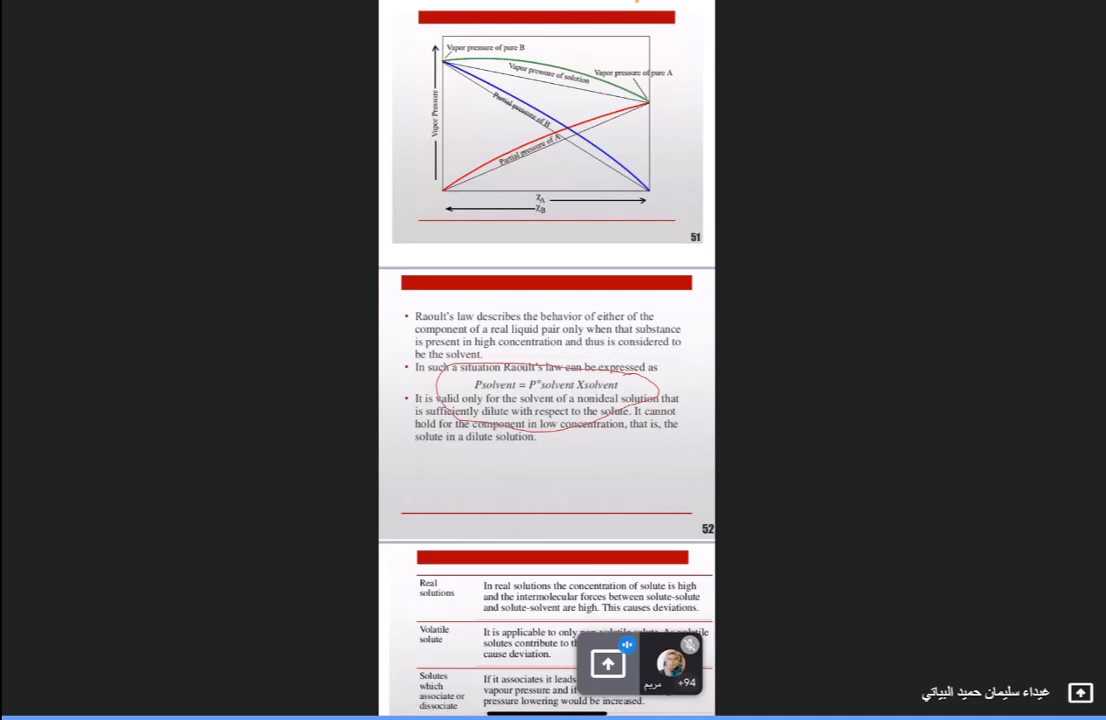 Vapor pressure of pure B
Vapor pressure of solution
Vapor pressure of pure A
Vapor Pressure
Partial pressure of B
Partial pressure of A
χA
χB
51
• Raoult's law describes the behavior of either of the
component of a real liquid pair only when that substance
is present in high concentration and thus is considered to
be the solvent.
• In such a situation Raoult's law can be expressed as
Psolvent = P°solvent Xsolvent
• It is valid only for the solvent of a nonideal solution that
is sufficiently dilute with respect to the solute. It cannot
hold for the component in low concentration, that is, the
solute in a dilute solution.
52
Real
solutions
In real solutions the concentration of solute is high
and the intermolecular forces between solute-solute
and solute-solvent are high. This causes deviations.
Volatile
solute
It is applicable to only
solutes contribute to
cause deviation.
Solutes
which
associate or
dissociate
If it associates it leads
vapour pressure and if
pressure lowering would be increased.
مريم
+94
غيداء سليمان حميد البياتي